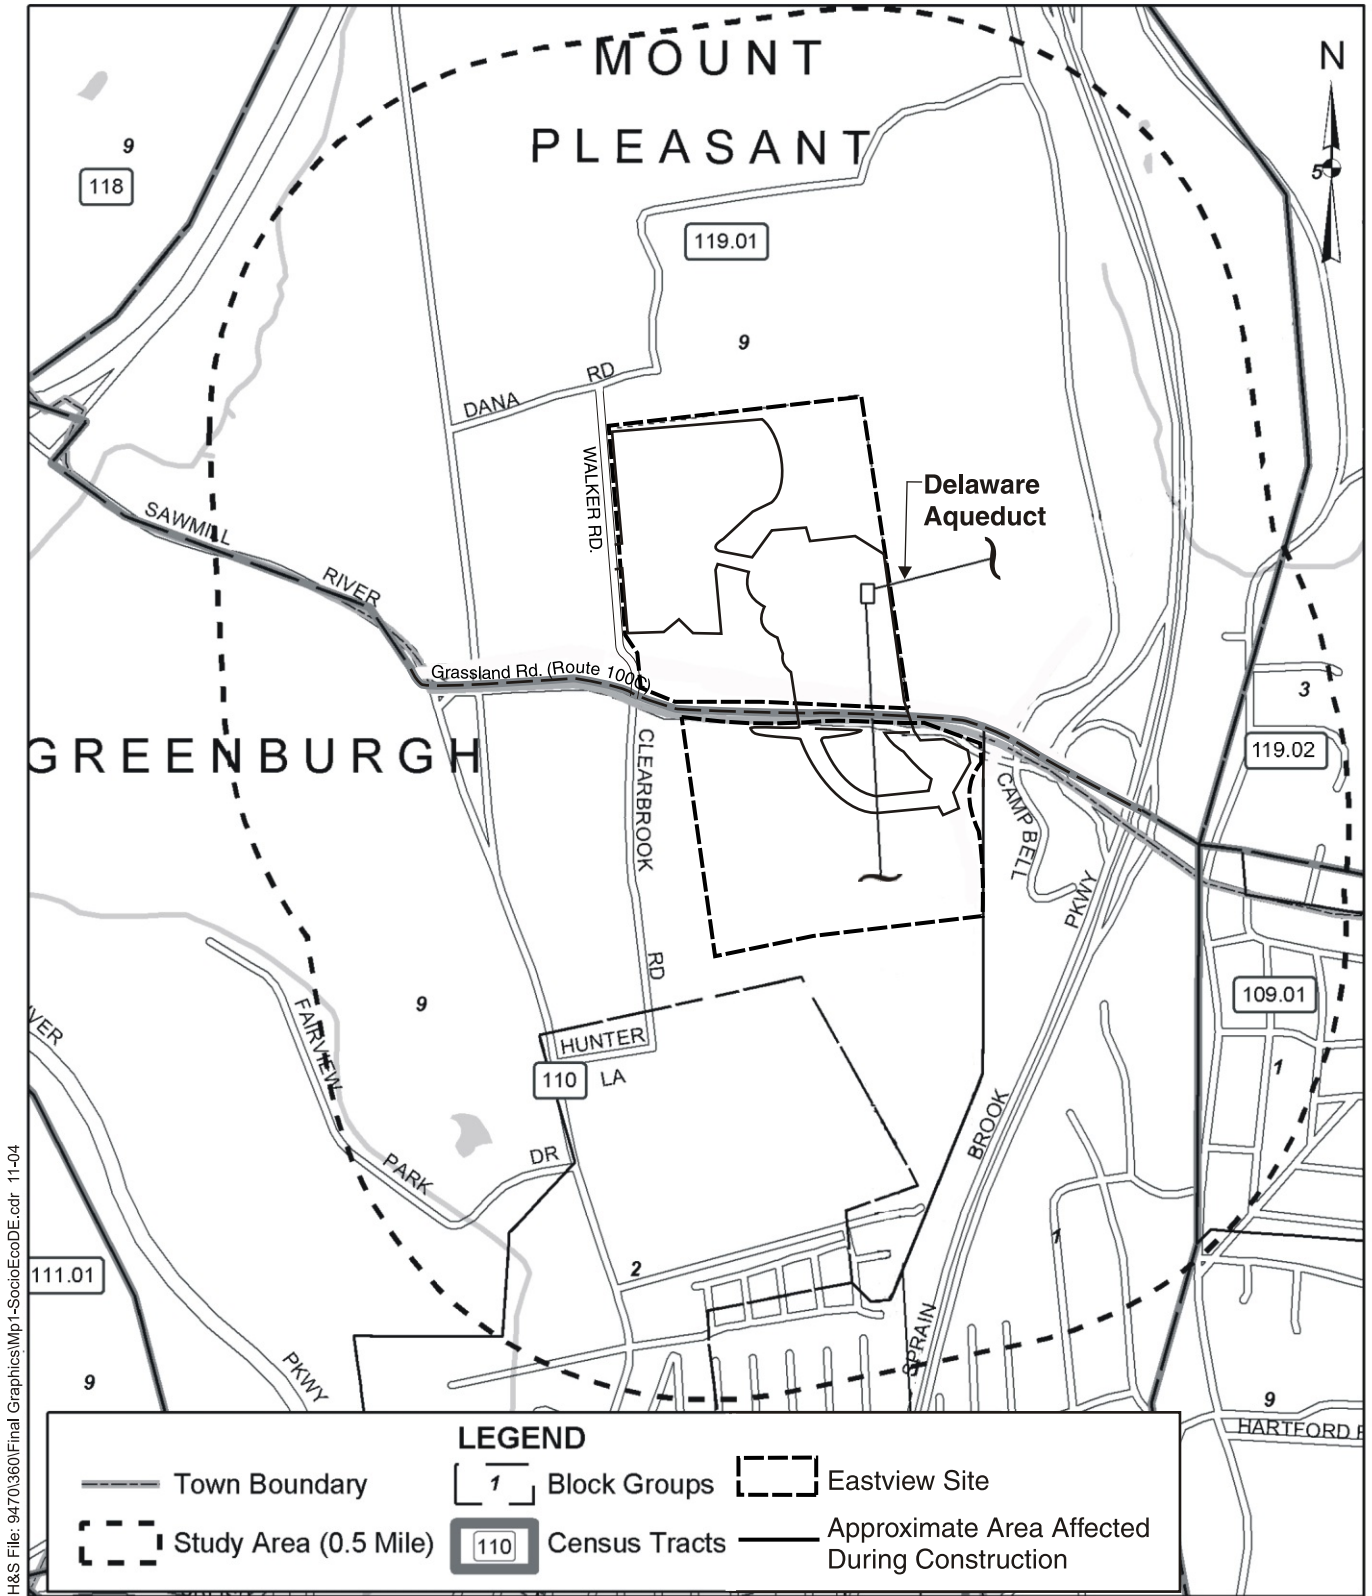 MOUNT
N
9
PLEASANT
118
5
119.01
9
RD
DANA
WALKER RD.
Delaware
Aqueduct
SAWMILL
RIVER
Grassland Rd. (Route 100C)
3
GREENBURGH
119.02
CLEARBROOK
CAMP BELL
PKWY
RD
109.01
9
FAIRVIEW
HUNTER
110
LA
1
BROOK
DR
PARK
1
2
111.01
SPRAIN
PKWY
9
9
HARTFORD
H&S File: 9470\360\Final Graphics\Mp1-SocioEcoDE.cdr 11-04
LEGEND
Town Boundary
1 Block Groups
Eastview Site
Study Area (0.5 Mile)
110 Census Tracts
Approximate Area Affected
During Construction